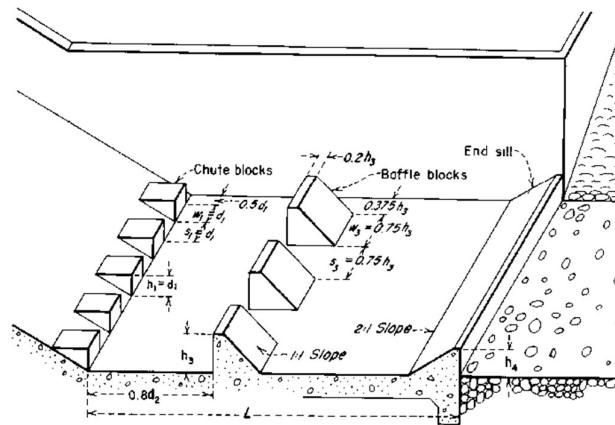 End sill
0.2h₃
Chute blocks
Baffle blocks
0.5d₁
0.375h₃
w₁ = d₁
w₃ = 0.75h₃
s₁ = d₁
s₃ = 0.75h₃
h₁ = d₁
2:1 Slope
h₃
1:1 Slope
h₄
0.8d₂
L